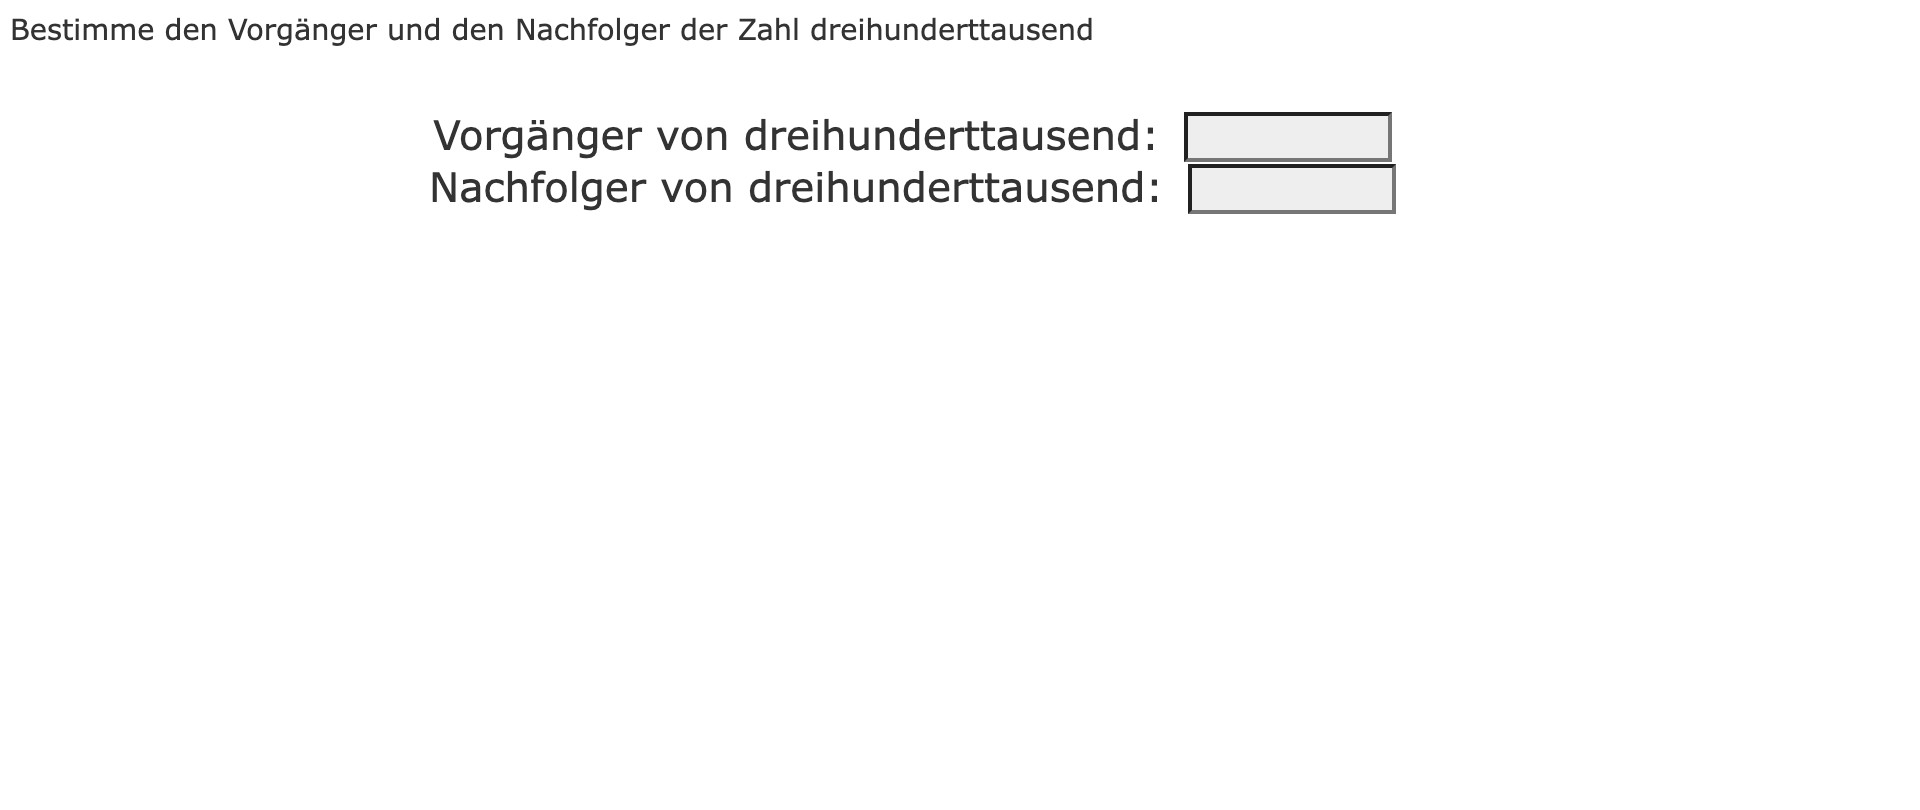 Bestimme den Vorgänger und den Nachfolger der Zahl dreihunderttausend
Vorgänger von dreihunderttausend:
Nachfolger von dreihunderttausend: